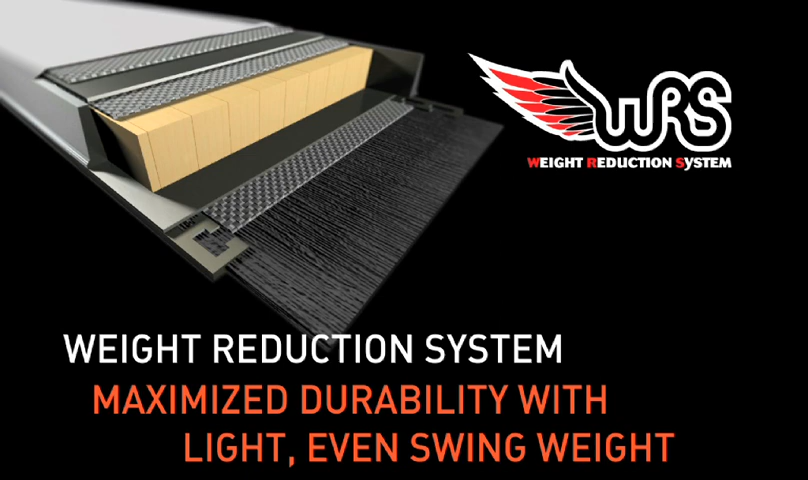 WRS
WEIGHT REDUCTION SYSTEM
WEIGHT REDUCTION SYSTEM
MAXIMIZED DURABILITY WITH
LIGHT, EVEN SWING WEIGHT